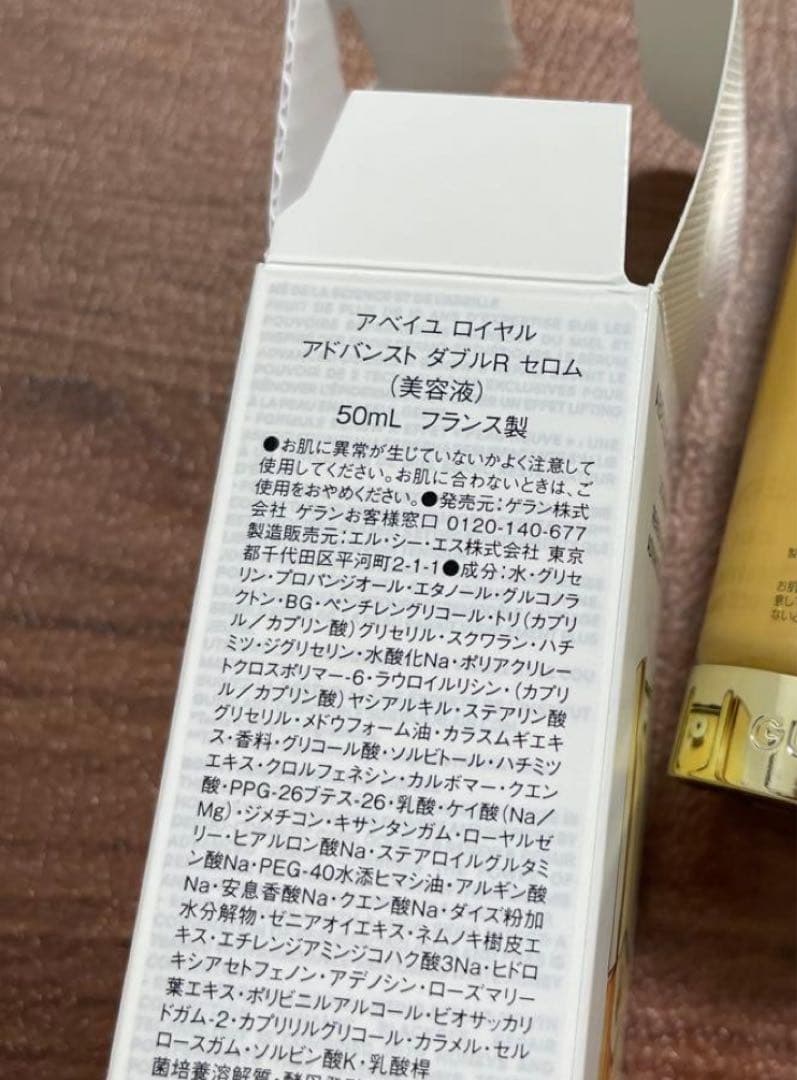 アベイユ ロイヤル
アドバンスト ダブルR セロム
(美容液)
50mL フランス製
●お肌に異常が生じていないかよく注意して
使用してください。お肌に合わないときは、ご
使用をおやめください。●発売元:ゲラン株式
会社 ゲランお客様窓口 0120-140-677
製造販売元:エル・シー・エス株式会社 東京
都千代田区平河町2-1-1●成分:水・グリセ
リン・プロパンジオール・エタノール・グルコノラ
クトン・BG・ペンチレングリコール・トリ(カプリ
ル/カプリン酸)グリセリル・スクワラン・ハチ
ミツ・ジグリセリン・水酸化Na・ポリアクリレー
トクロスポリマー-6・ラウロイルリシン・(カプリ
ル/カプリン酸)ヤシアルキル・ステアリン酸
グリセリル・メドウフォーム油・カラスムギエキ
ス・香料・グリコール酸・ソルビトール・ハチミツ
エキス・クロルフェネシン・カルボマー・クエン
酸・PPG-26ブテス-26・乳酸・ケイ酸(Na/
Mg)・ジメチコン・キサンタンガム・ローヤルゼ
リー・ヒアルロン酸Na・ステアロイルグルタミ
ン酸Na・PEG-40水添ヒマシ油・アルギン酸
Na・安息香酸Na・クエン酸Na・ダイズ粉加
水分解物・ゼニアオイエキス・ネムノキ樹皮エ
キス・エチレンジアミンジコハク酸3Na・ヒドロ
キシアセトフェノン・アデノシン・ローズマリー
葉エキス・ポリビニルアルコール・ビオサッカリ
ドガム-2・カプリリルグリコール・カラメル・セル
ロースガム・ソルビン酸K・乳酸桿
菌培養溶解質・酵母
お肌
意し
ない
GU